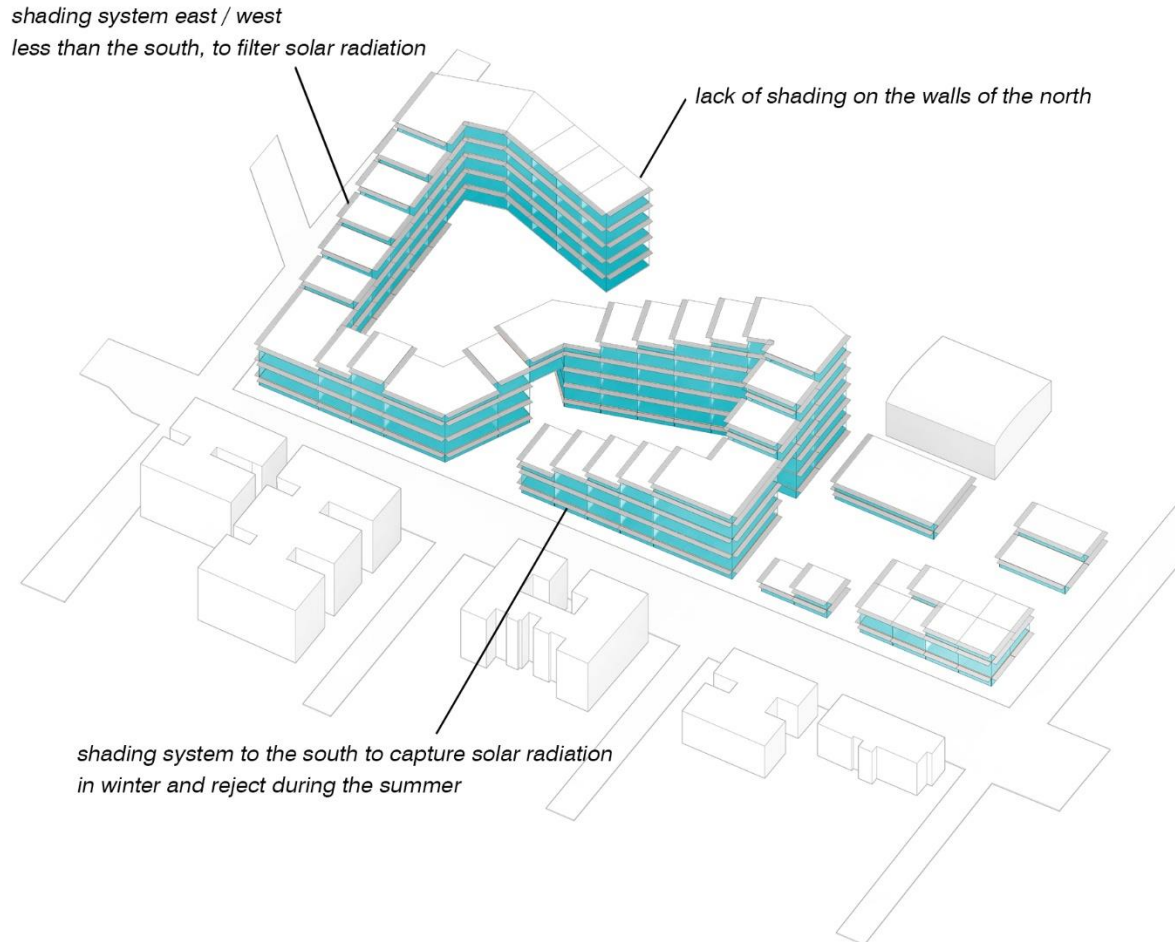 shading system east / west
less than the south, to filter solar radiation
lack of shading on the walls of the north
shading system to the south to capture solar radiation
in winter and reject during the summer